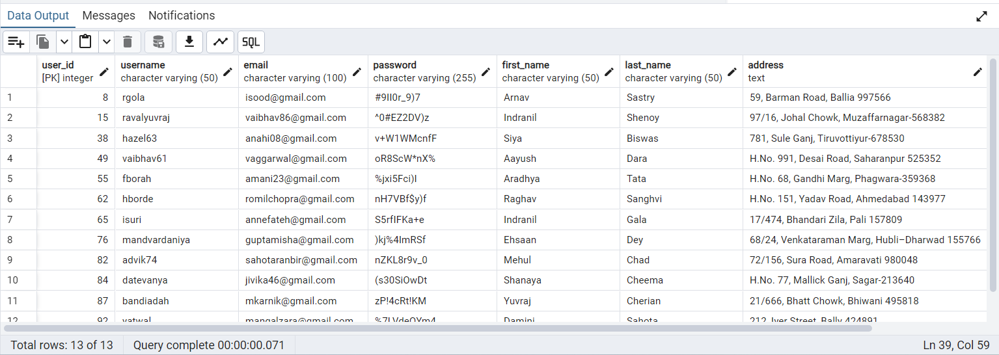 Data Output Messages Notifications
SQL
user_id username email password first_name last_name address
[PK] integer character varying (50) character varying (100) character varying (255) character varying (50) character varying (50) text
1 8 rgola isood@gmail.com #9II0r_9)7 Arnav Sastry 59, Barman Road, Ballia 997566
2 15 ravalyuvraj vaibhav86@gmail.com ^0#EZ2DV)z Indranil Shenoy 97/16, Johal Chowk, Muzaffarnagar-568382
3 38 hazel63 anahi08@gmail.com v+W1WMcnfF Siya Biswas 781, Sule Ganj, Tiruvottiyur-678530
4 49 vaibhav61 vaggarwal@gmail.com oR8ScW*nX% Aayush Dara H.No. 991, Desai Road, Saharanpur 525352
5 55 fborah amani23@gmail.com %jxi5Fci)I Aradhya Tata H.No. 68, Gandhi Marg, Phagwara-359368
6 62 hborde romilchopra@gmail.com nH7VBf$y)f Raghav Sanghvi H.No. 151, Yadav Road, Ahmedabad 143977
7 65 isuri annefateh@gmail.com S5rfIFKa+e Indranil Gala 17/474, Bhandari Zila, Pali 157809
8 76 mandvardaniya guptamisha@gmail.com )kj%4ImRSf Ehsaan Dey 68/24, Venkataraman Marg, Hubli–Dharwad 155766
9 82 advik74 sahotaranbir@gmail.com nZKL8r9v_0 Mehul Chad 72/156, Sura Road, Amaravati 980048
10 84 datevanya jivika46@gmail.com (s30SiOwDt Shanaya Cheema H.No. 77, Mallick Ganj, Sagar-213640
11 87 bandiadah mkarnik@gmail.com zP!4cRt!KM Yuvraj Cherian 21/666, Bhatt Chowk, Bhiwani 495818
12 92 mangalzara@gmail.com Damini Sahota 212, Iyer Street, Bally 424891
Total rows: 13 of 13 Query complete 00:00:00.071 Ln 39, Col 59